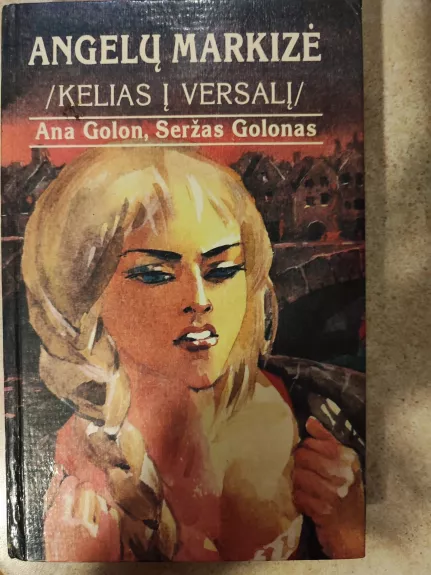 ANGELŲ MARKIZĖ
/KELIAS Į VERSALĮ/
Ana Golon, Seržas Golonas